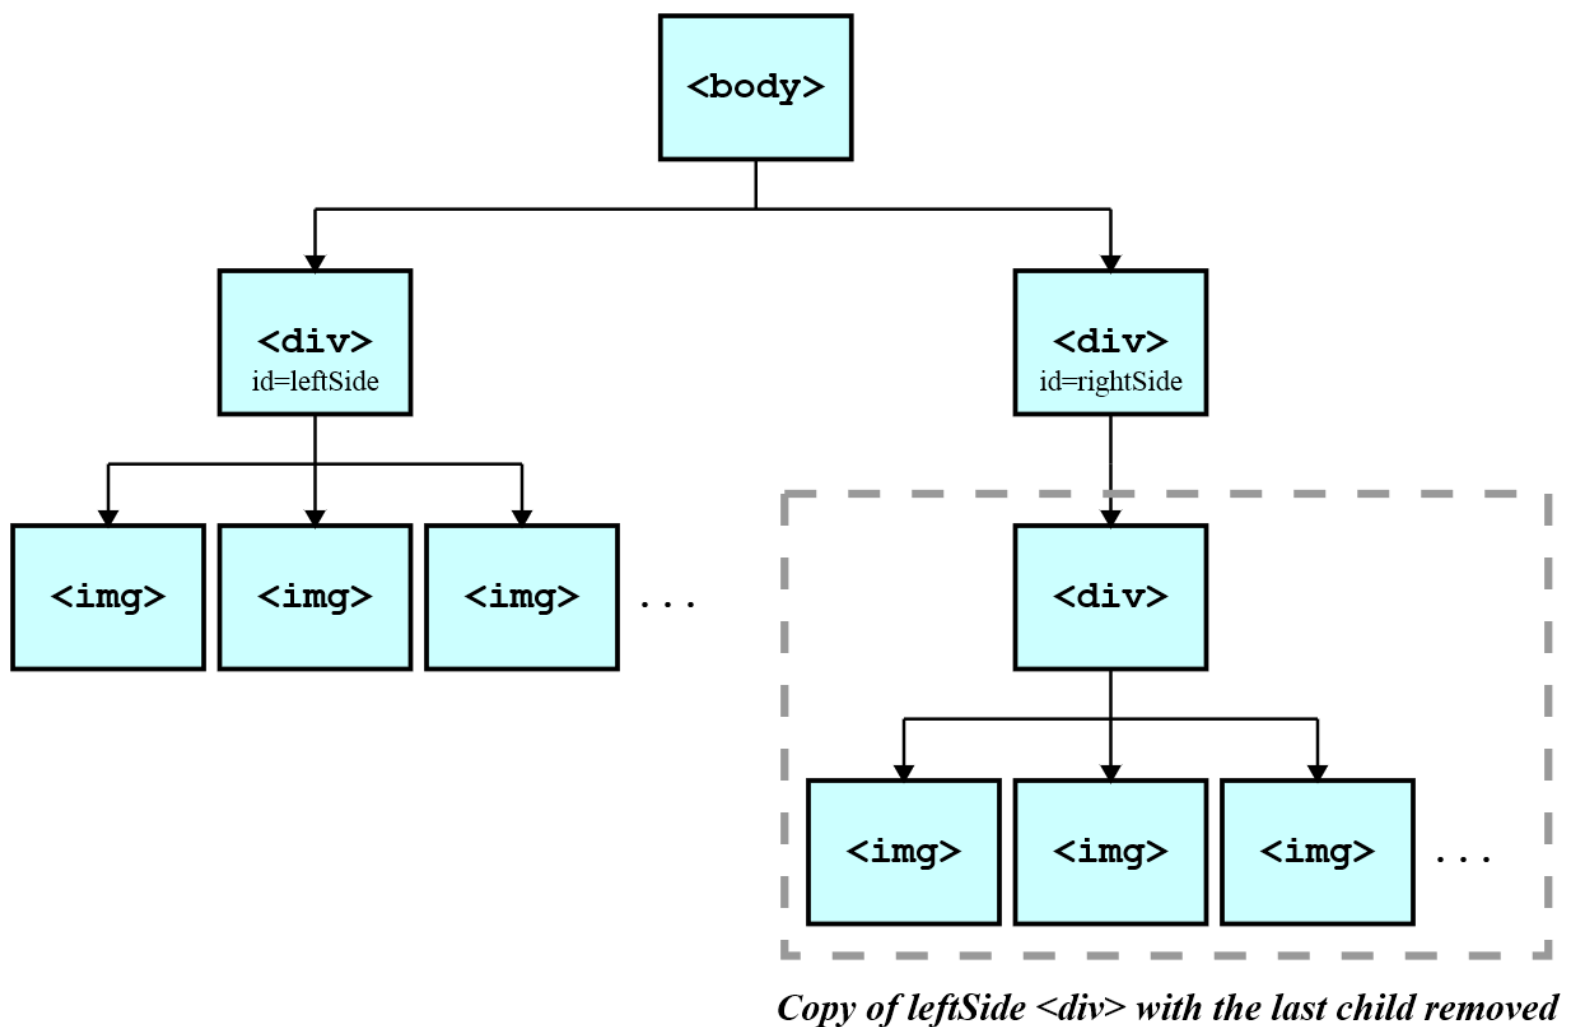 <body>
<div>
id=leftSide
<div>
id=rightSide
<img>
<img>
<img>
...
<div>
<img>
<img>
<img>
...
Copy of leftSide <div> with the last child removed